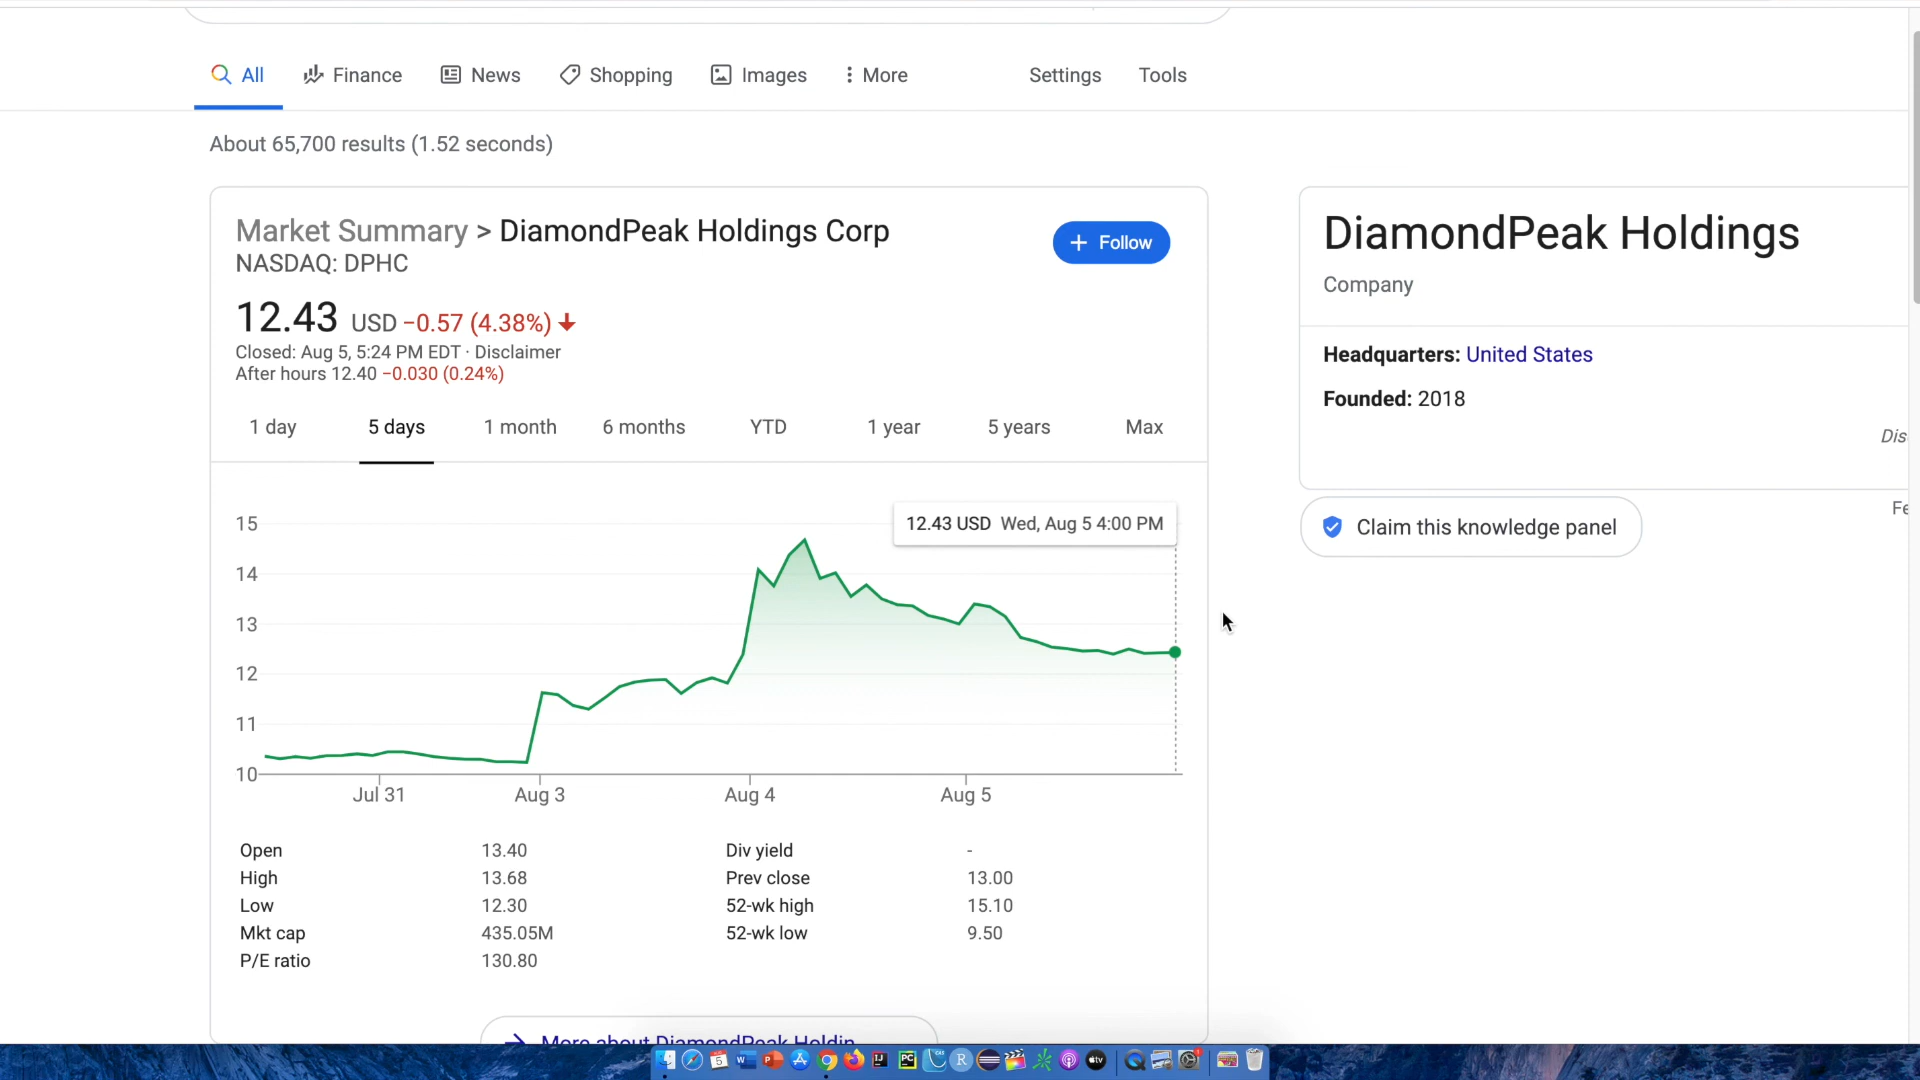 All Finance News Shopping Images More Settings Tools
About 65,700 results (1.52 seconds)
Market Summary > DiamondPeak Holdings Corp
NASDAQ: DPHC
+ Follow
12.43 USD −0.57 (4.38%)
Closed: Aug 5, 5:24 PM EDT · Disclaimer
After hours 12.40 −0.030 (0.24%)
1 day 5 days 1 month 6 months YTD 1 year 5 years Max
12.43 USD Wed, Aug 5 4:00 PM
15
14
13
12
11
10
Jul 31 Aug 3 Aug 4 Aug 5
Open 13.40 Div yield -
High 13.68 Prev close 13.00
Low 12.30 52-wk high 15.10
Mkt cap 435.05M 52-wk low 9.50
P/E ratio 130.80
More about DiamondPeak Holdin
DiamondPeak Holdings
Company
Headquarters: United States
Founded: 2018
Dis
Fe
Claim this knowledge panel